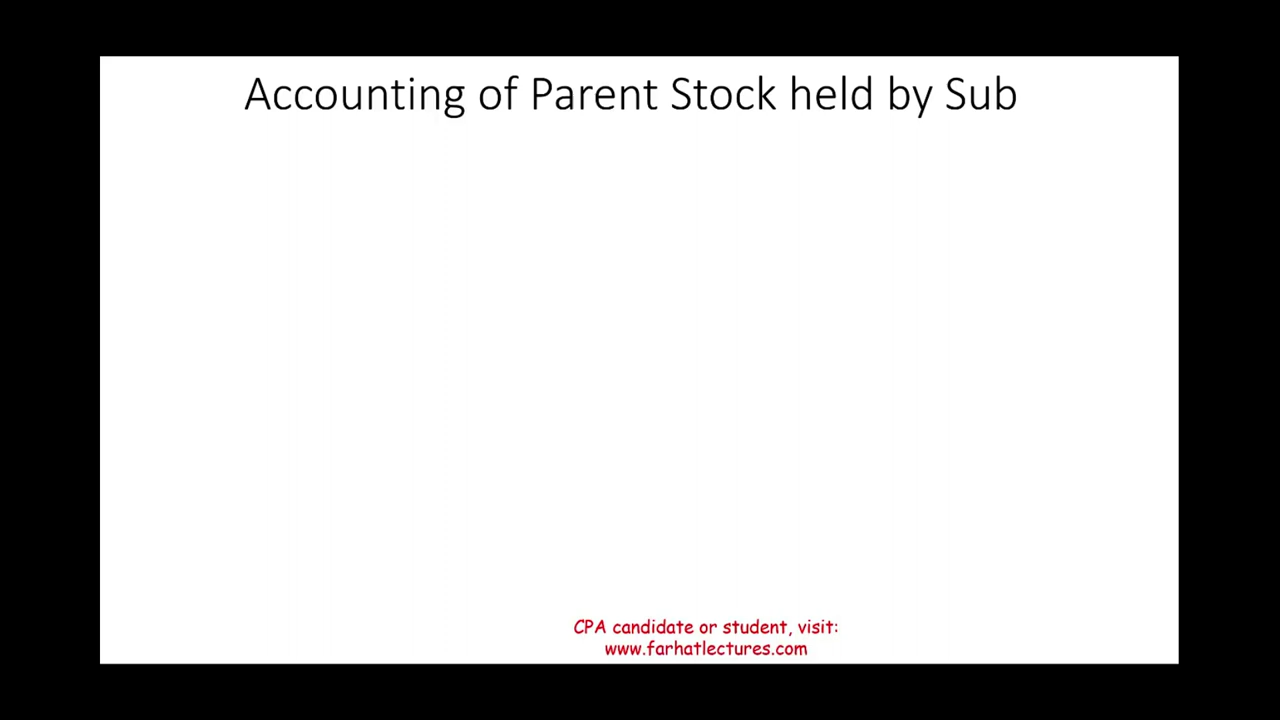 Accounting of Parent Stock held by Sub
CPA candidate or student, visit:
www.farhatlectures.com